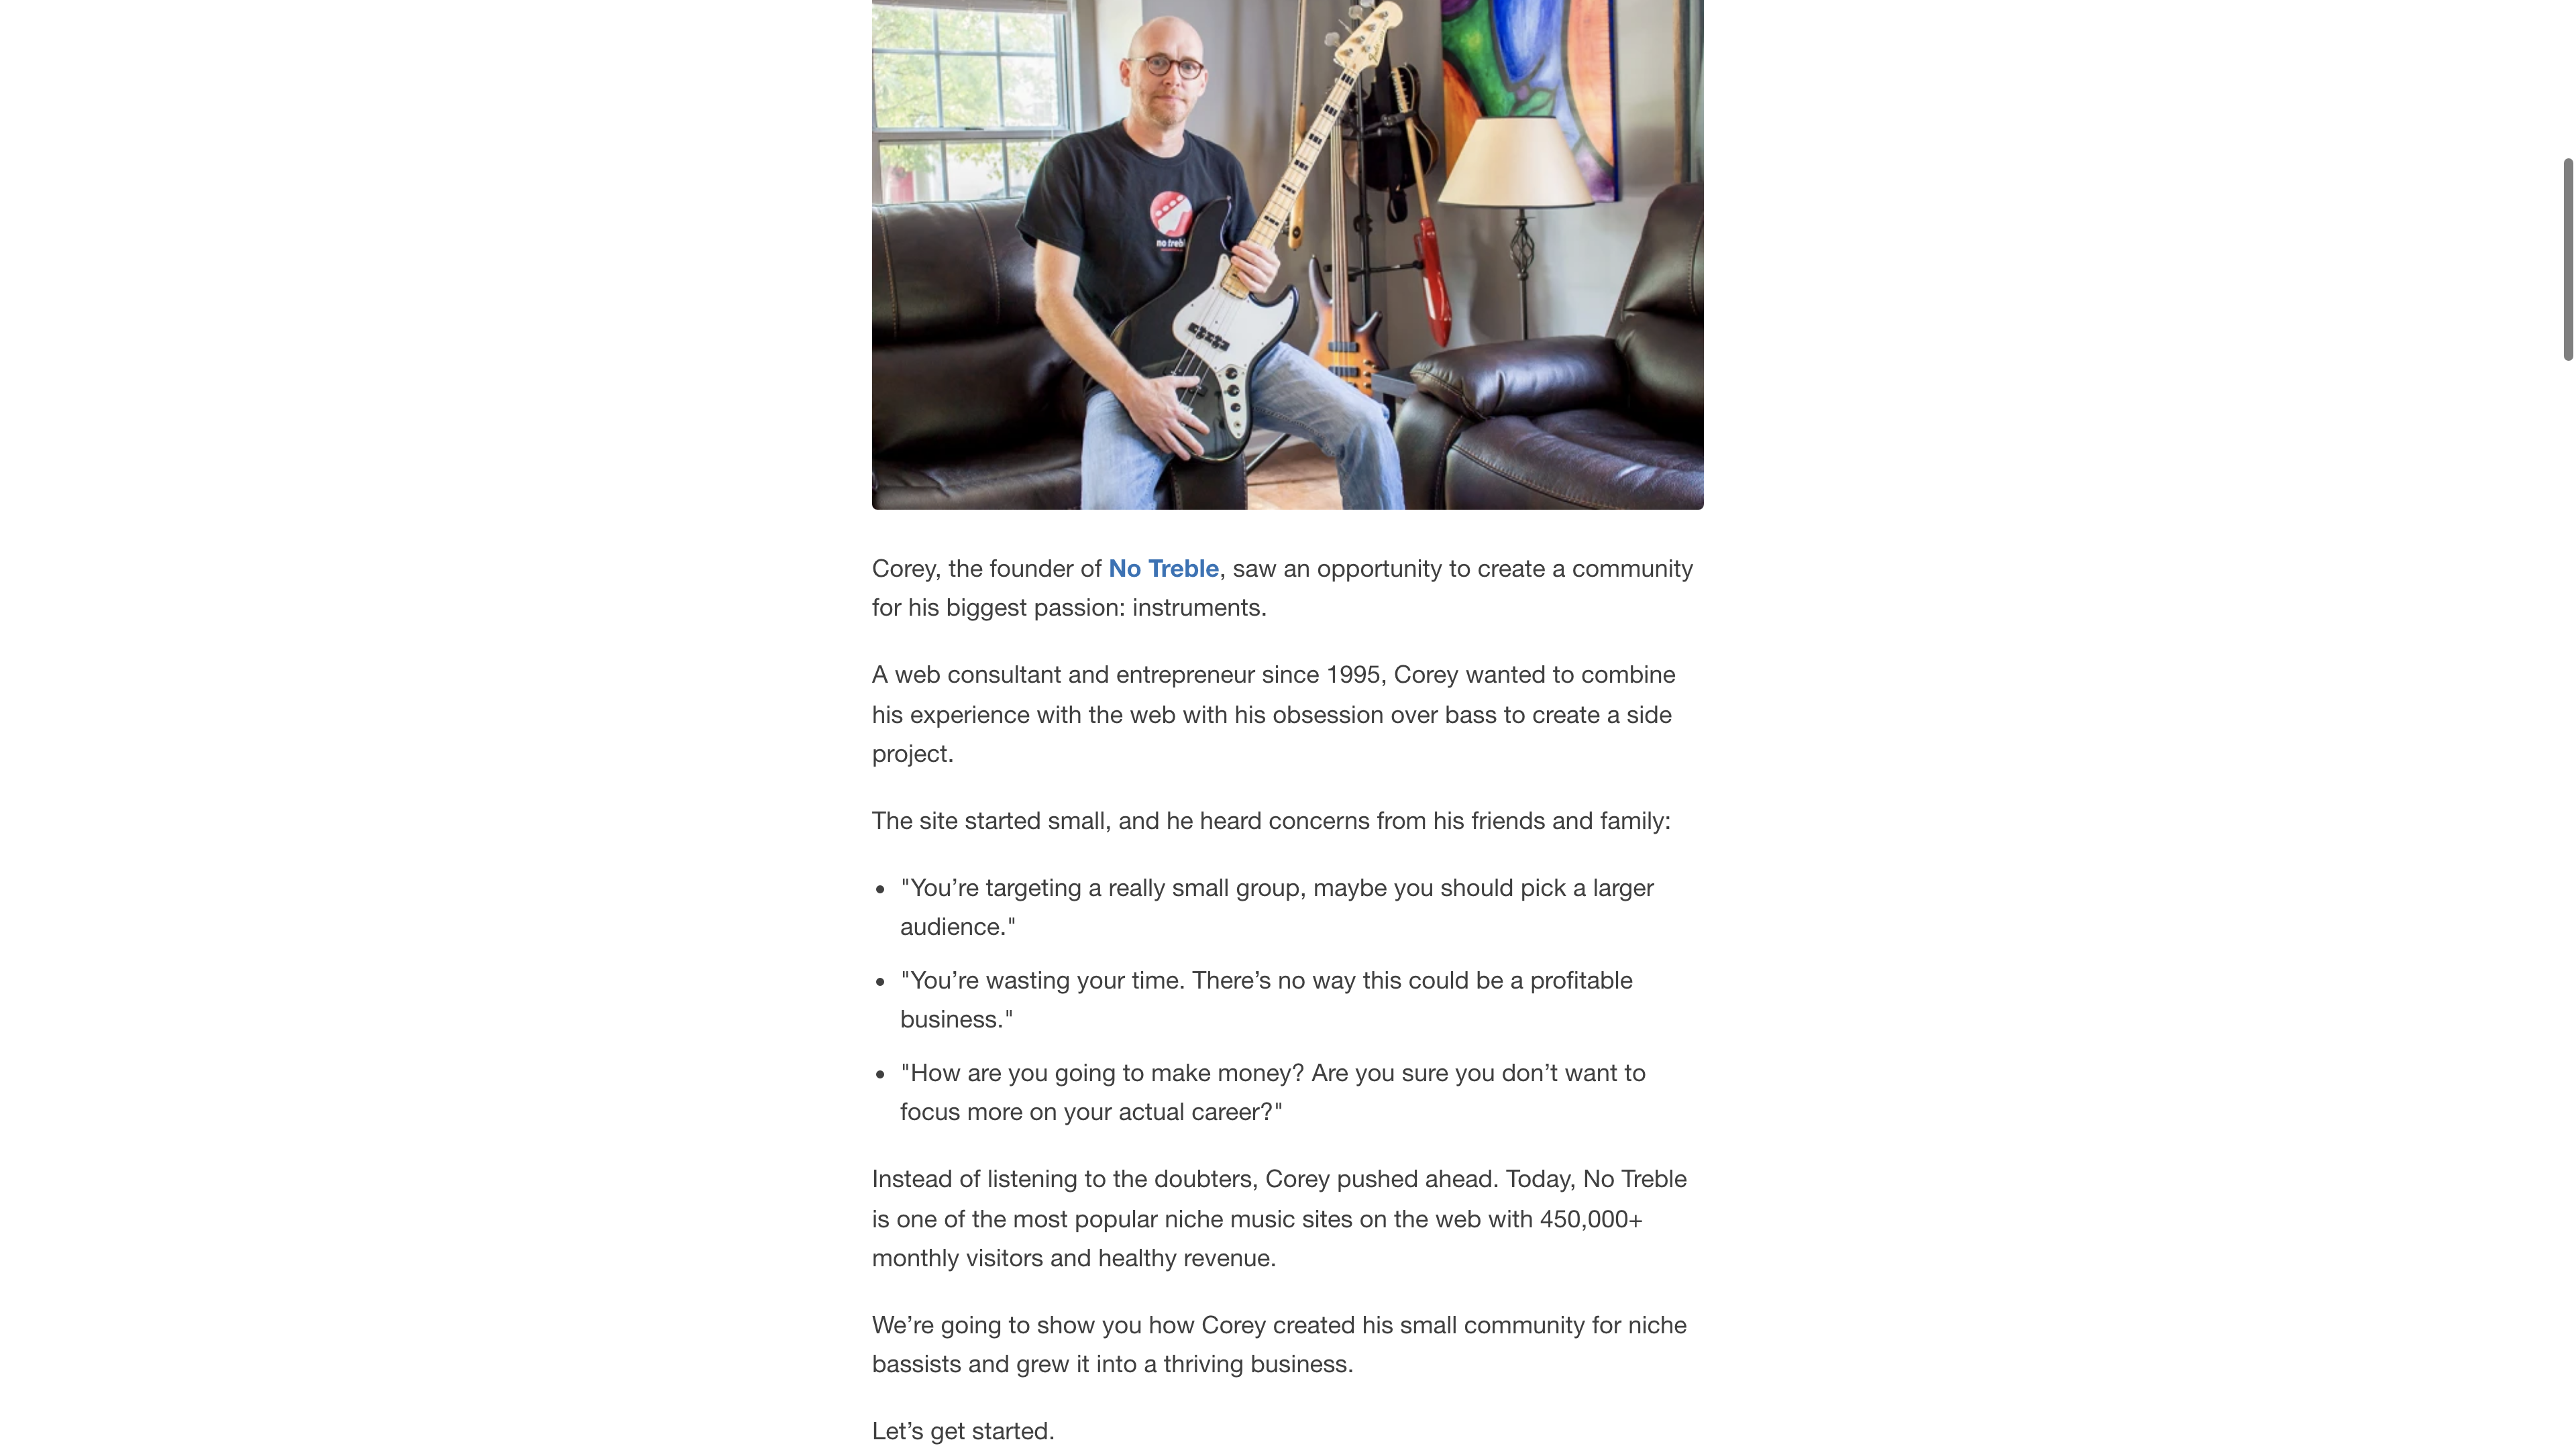 no treb
Corey, the founder of No Treble, saw an opportunity to create a community
for his biggest passion: instruments.
A web consultant and entrepreneur since 1995, Corey wanted to combine
his experience with the web with his obsession over bass to create a side
project.
The site started small, and he heard concerns from his friends and family:
• "You’re targeting a really small group, maybe you should pick a larger
audience."
• "You’re wasting your time. There’s no way this could be a profitable
business."
• "How are you going to make money? Are you sure you don’t want to
focus more on your actual career?"
Instead of listening to the doubters, Corey pushed ahead. Today, No Treble
is one of the most popular niche music sites on the web with 450,000+
monthly visitors and healthy revenue.
We’re going to show you how Corey created his small community for niche
bassists and grew it into a thriving business.
Let’s get started.